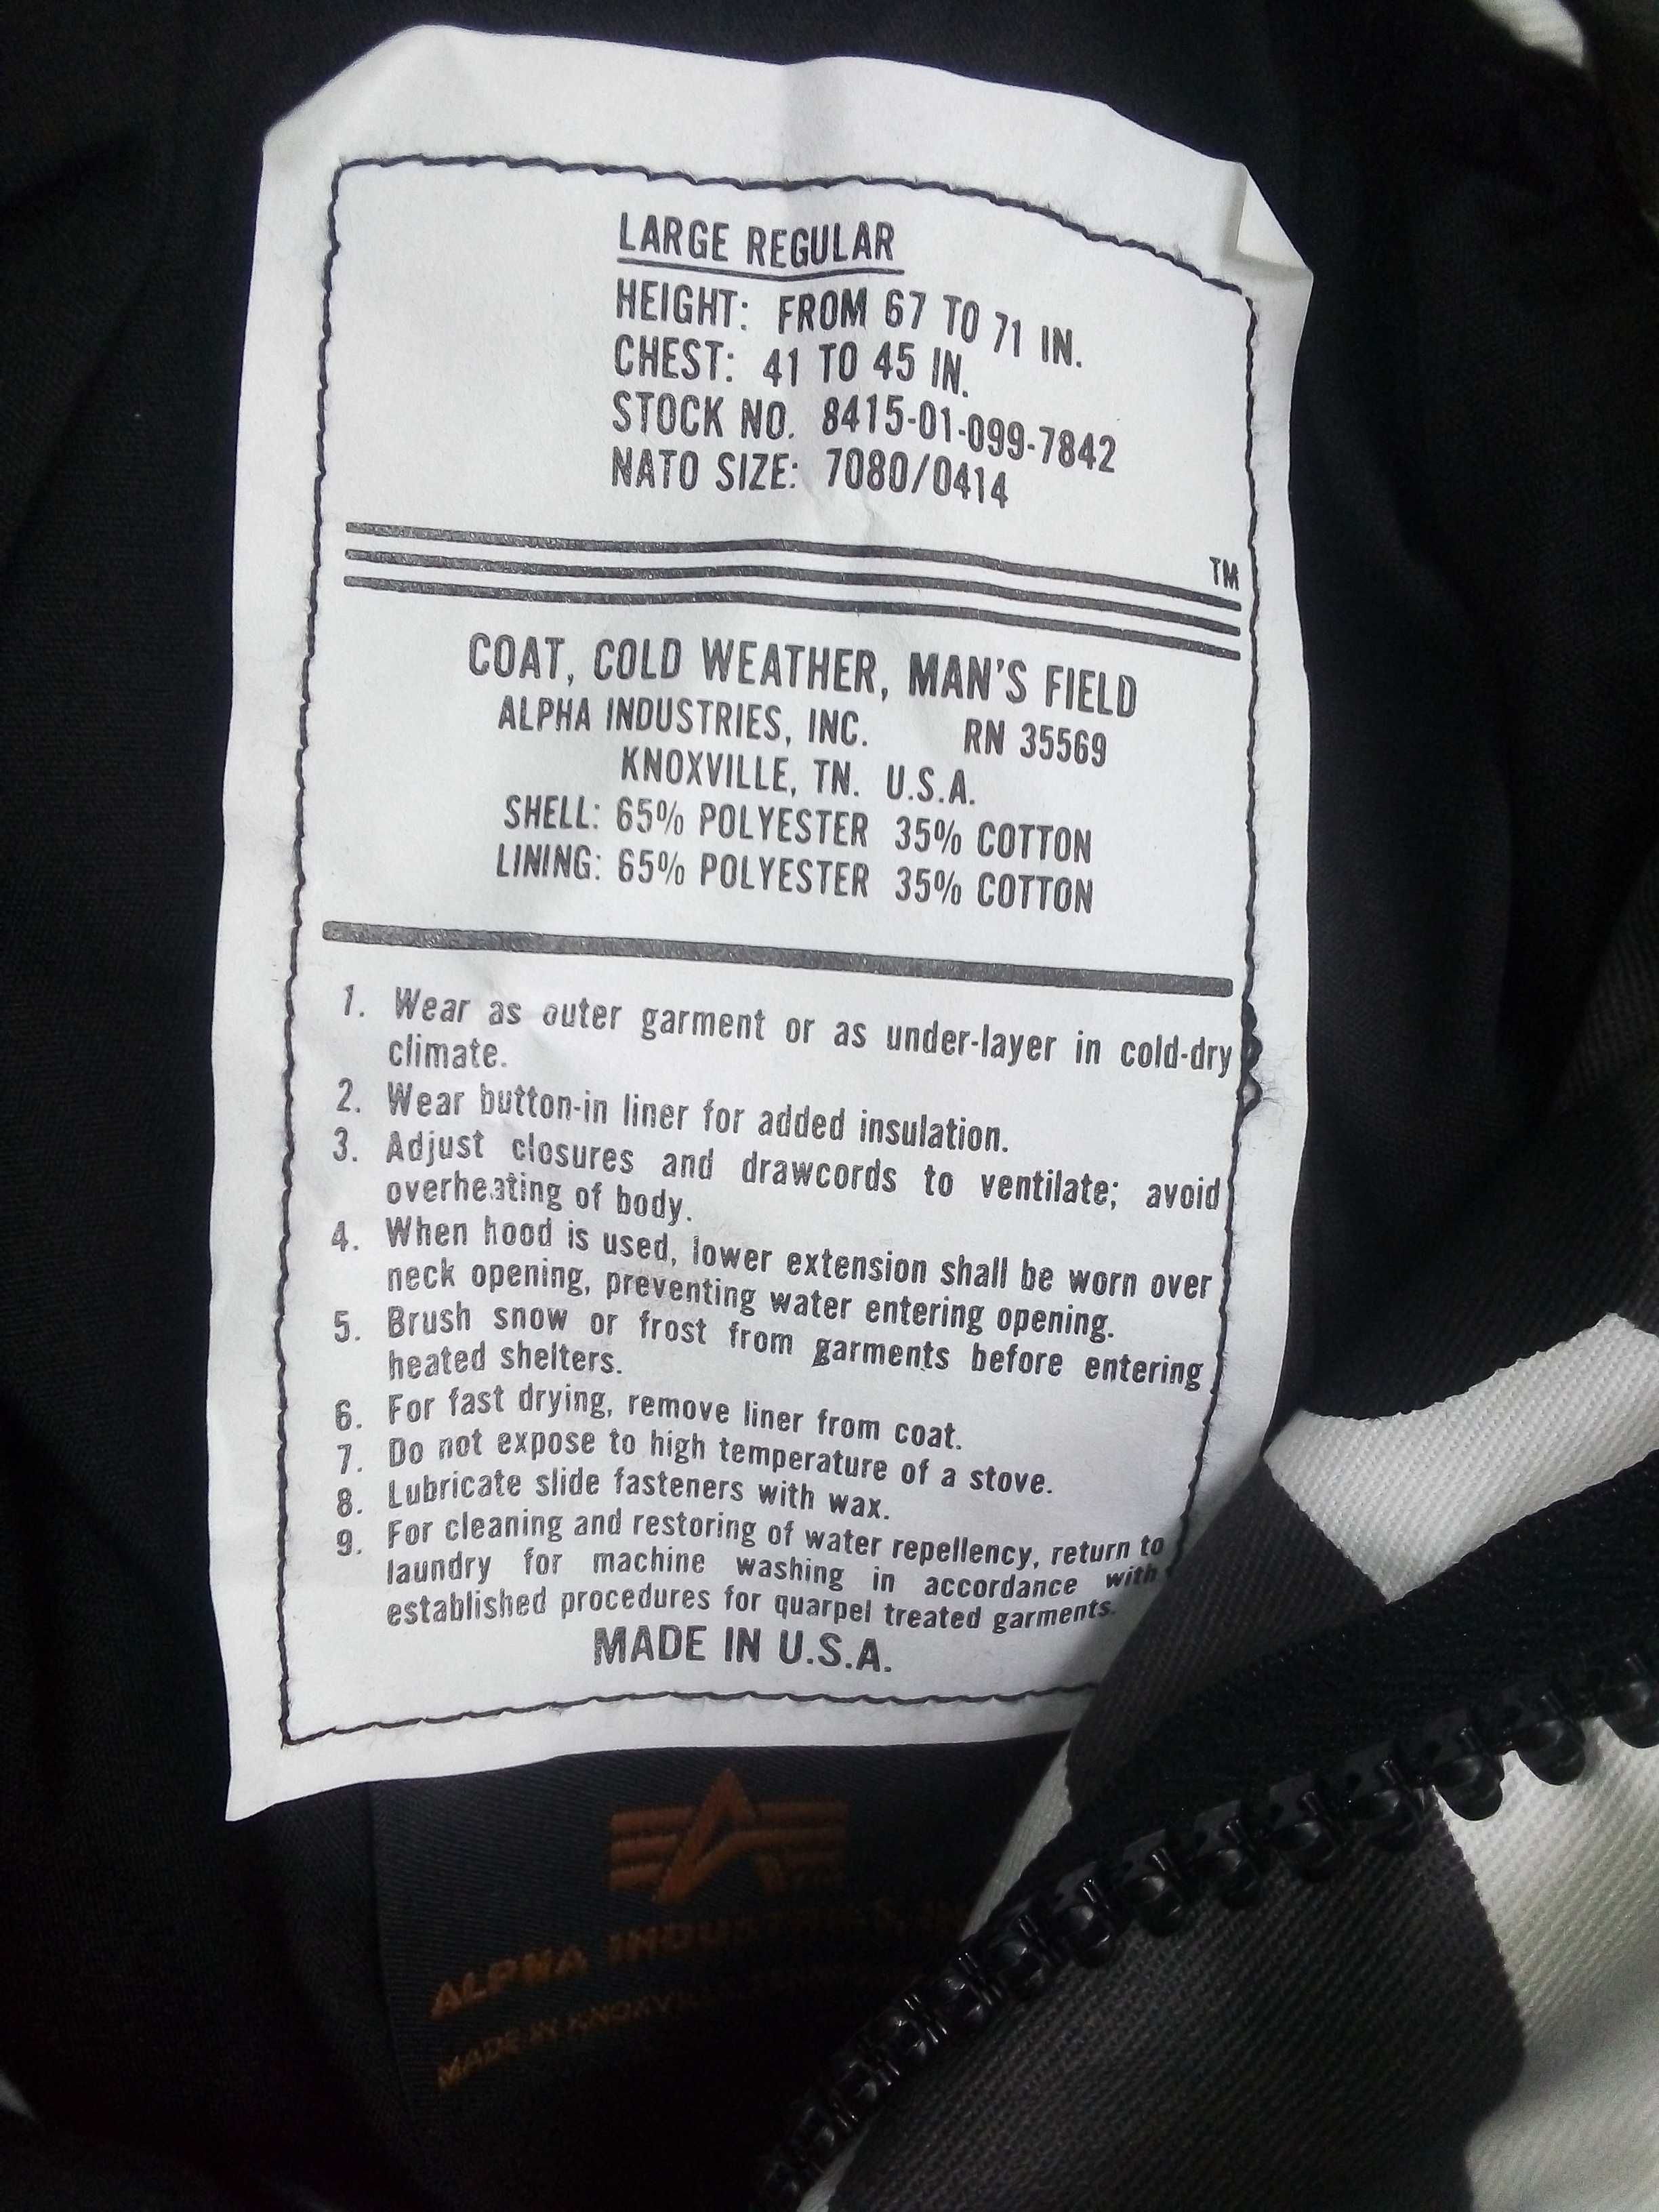 LARGE REGULAR
HEIGHT: FROM 67 TO 71 IN.
CHEST: 41 TO 45 IN.
STOCK NO. 8415-01-099-7842
NATO SIZE: 7080/0414
TM
COAT, COLD WEATHER, MAN'S FIELD
ALPHA INDUSTRIES, INC. RN 35569
KNOXVILLE, TN. U.S.A.
SHELL: 65% POLYESTER 35% COTTON
LINING: 65% POLYESTER 35% COTTON
1. Wear as outer garment or as under-layer in cold-dry
climate.
2. Wear button-in liner for added insulation.
3. Adjust closures and drawcords to ventilate; avoid
overheating of body.
4. When hood is used, lower extension shall be worn over
neck opening, preventing water entering opening.
5. Brush snow or frost from garments before entering
heated shelters.
6. For fast drying, remove liner from coat.
7. Do not expose to high temperature of a stove.
8. Lubricate slide fasteners with wax.
9. For cleaning and restoring of water repellency, return to
laundry for machine washing in accordance with
established procedures for quarpel treated garments.
MADE IN U.S.A.
ALPHA INDUSTRIES,
MADE IN